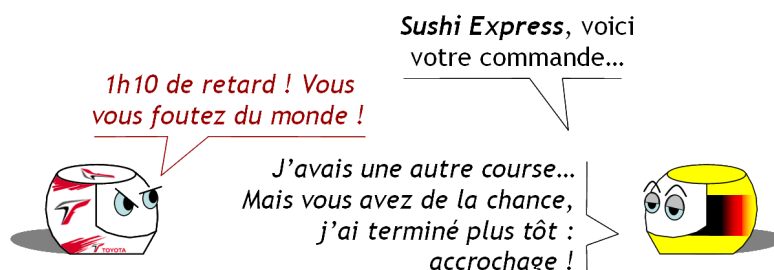 Sushi Express, voici
votre commande…
1h10 de retard ! Vous
vous foutez du monde !
J'avais une autre course…
Mais vous avez de la chance,
j'ai terminé plus tôt :
accrochage !
TOYOTA